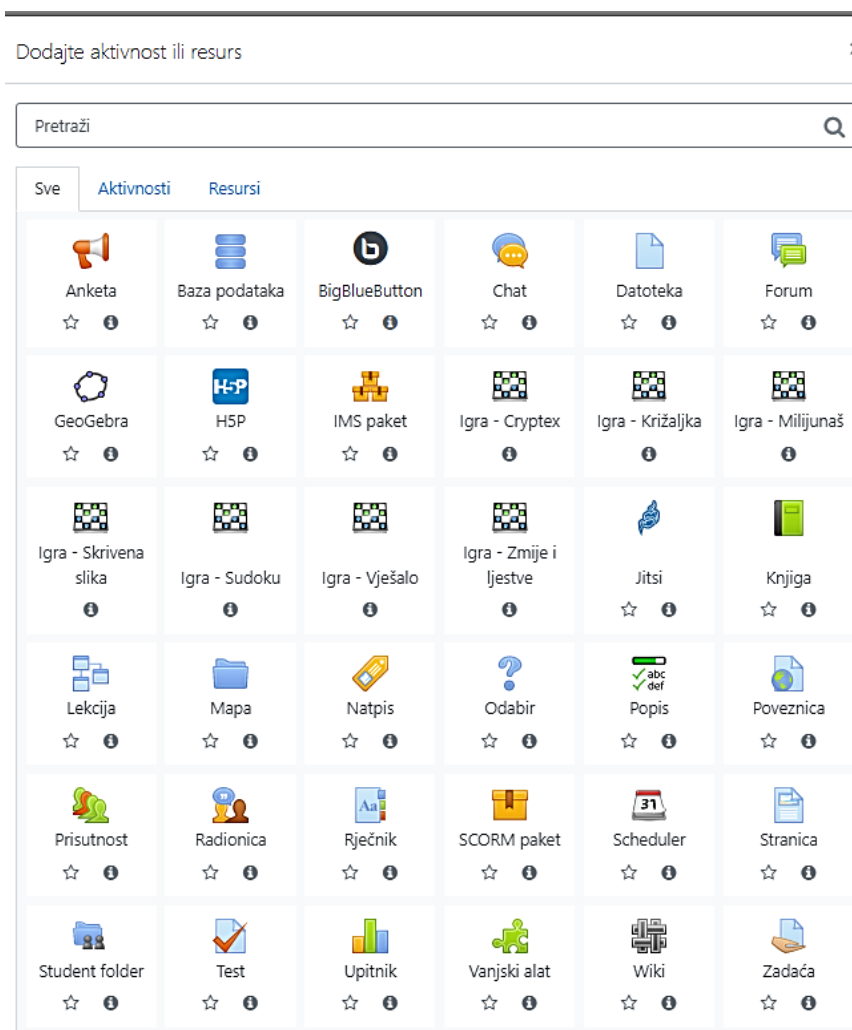 Dodajte aktivnost ili resurs
Pretraži
Sve Aktivnosti Resursi
Anketa Baza podataka BigBlueButton Chat Datoteka Forum
GeoGebra H5P IMS paket Igra - Cryptex Igra - Križaljka Igra - Milijunaš
Igra - Skrivena
slika Igra - Sudoku Igra - Vješalo Igra - Zmije i
ljestve Jitsi Knjiga
Lekcija Mapa Natpis Odabir Popis Poveznica
Prisutnost Radionica Rječnik SCORM paket Scheduler Stranica
Student folder Test Upitnik Vanjski alat Wiki Zadaća